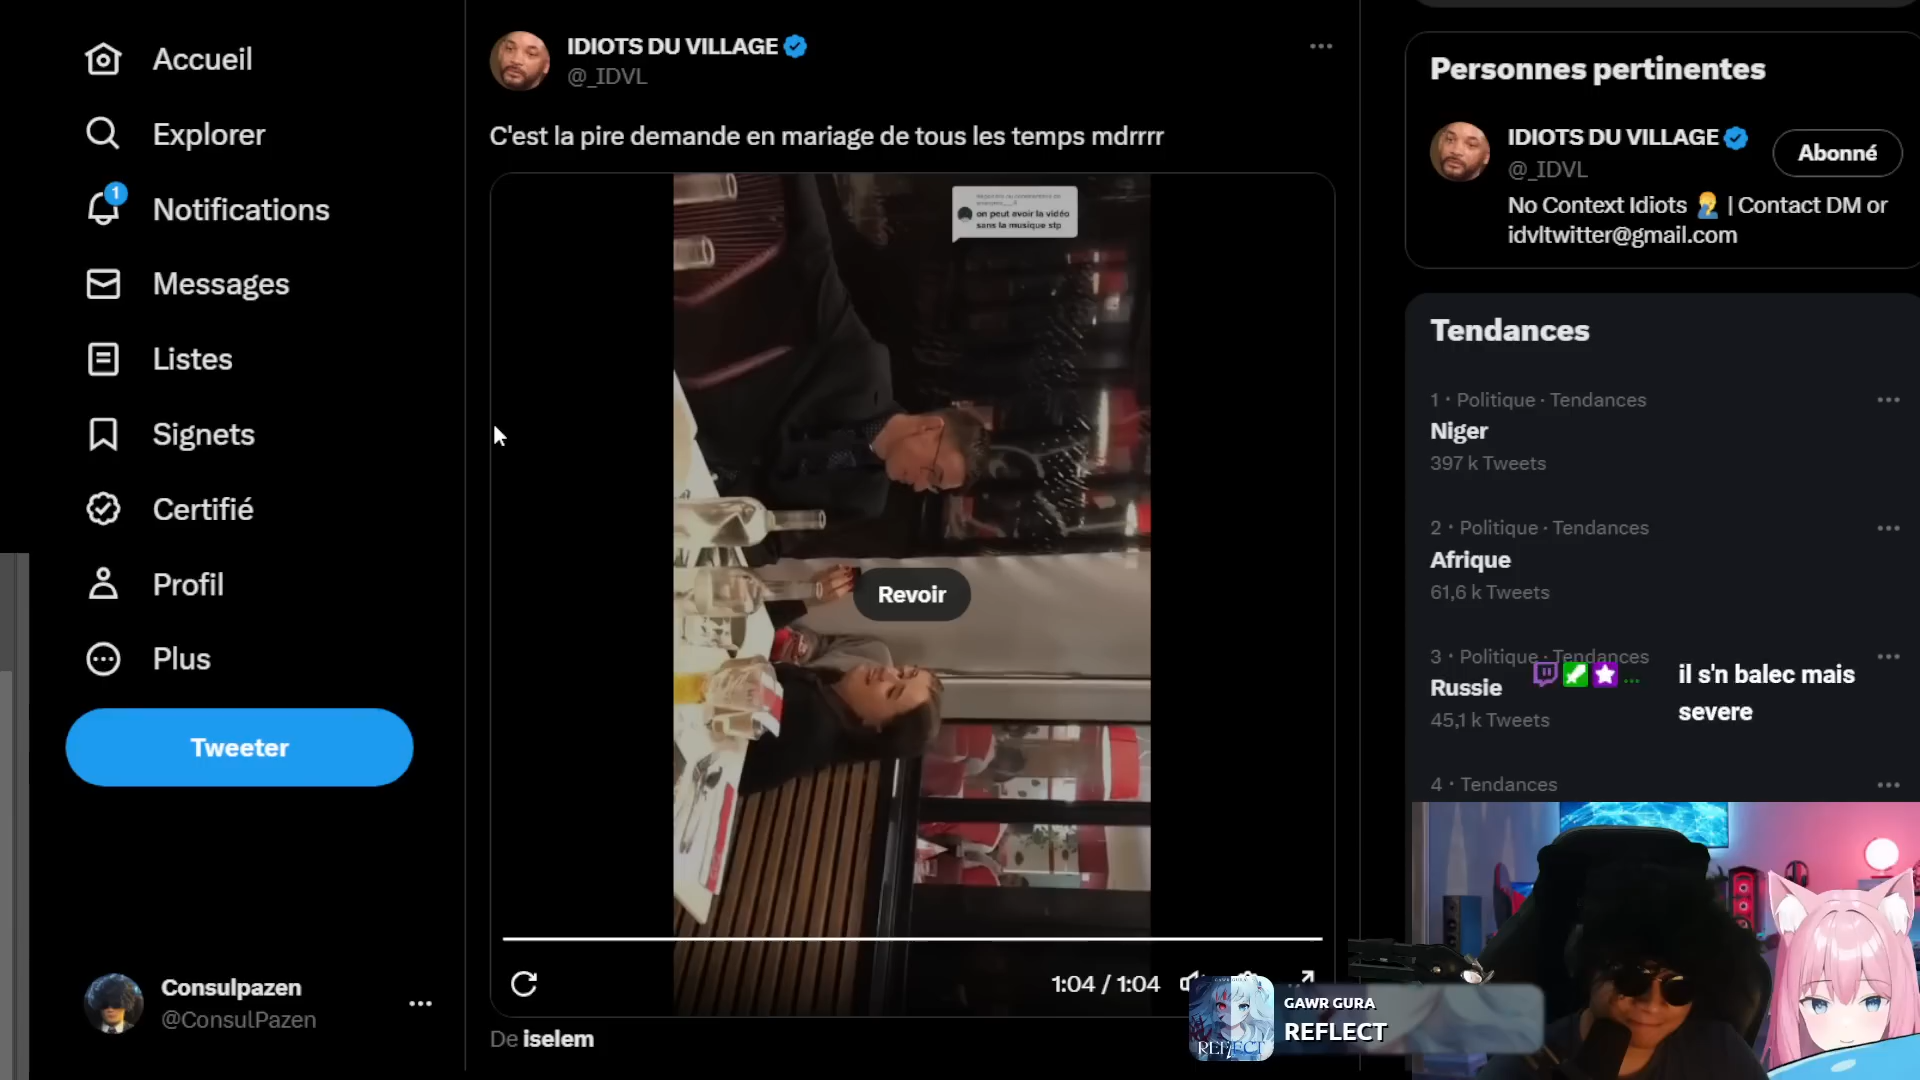 Accueil
Explorer
1
Notifications
Messages
Listes
Signets
Certifié
Profil
Plus
Tweeter
Consulpazen
@ConsulPazen
IDIOTS DU VILLAGE
@_IDVL
C'est la pire demande en mariage de tous les temps mdrrrr
on peut avoir la vidéo
sans la musique stp
Revoir
1:04 / 1:04
De iselem
GAWR GURA
REFLECT
REFLECT
Personnes pertinentes
IDIOTS DU VILLAGE
@_IDVL
Abonné
No Context Idiots | Contact DM or
idvltwitter@gmail.com
Tendances
1 · Politique · Tendances
Niger
397 k Tweets
2 · Politique · Tendances
Afrique
61,6 k Tweets
3 · Politique · Tendances
Russie
45,1 k Tweets
il s'n balec mais
severe
4 · Tendances